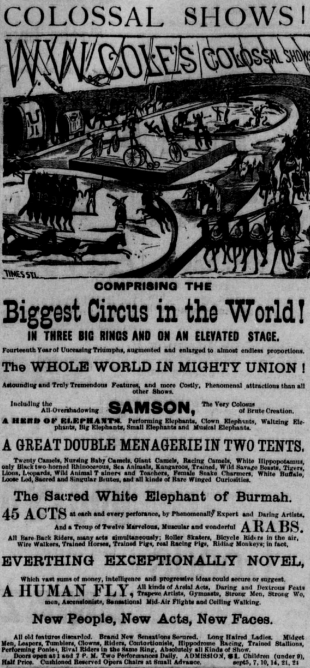 COLOSSAL SHOWS!
W.W. COLE'S COLOSSAL SHOWS
TIMES STL.
COMPRISING THE
Biggest Circus in the World!
IN THREE BIG RINGS AND ON AN ELEVATED STAGE.
Fourteenth Year of Unceasing Triumphs, augmented and enlarged to almost endless proportions.
The WHOLE WORLD IN MIGHTY UNION!
Astounding and Truly Tremendous Features, and more Costly, Phenomenal attractions than all
other Shows.
Including the
All-Overshadowing
SAMSON,
The Very Colossus
of Brute Creation.
A HERD OF ELEPHANTS. Performing Elephants, Clown Elephants, Waltzing Ele-
phants, Big Elephants, Small Elephants and Musical Elephants.
A GREAT DOUBLE MENAGERIE IN TWO TENTS.
Twenty Camels, Nursing Baby Camels, Giant Camels, Racing Camels, White Hippopotamus,
only Black two-horned Rhinoceros, Sea Animals, Kangaroos, Trained, Wild Savage Beasts, Tigers,
Lions, Leopards, Wild Animal Trainers and Teachers, Female Snake Charmers, White Buffalo,
Loose Led, Sacred and Singular Brutes, and all kinds of Rare Winged Curiosities.
The Sacred White Elephant of Burmah.
45 ACTS at each and every perforance, by Phenomenally Expert and Daring Artists,
And a Troup of Twelve Marvelous, Muscular and wonderful ARABS.
All Bare-Back Riders, many acts simultaneously; Roller Skaters, Bicycle Riders in the air,
Wire Walkers, Trained Horses, Trained Pigs, real Racing Pigs, Riding Monkeys; in fact,
EVERTHING EXCEPTIONALLY NOVEL,
Which vast sums of money, intelligence and progressive ideas could secure or suggest.
A HUMAN FLY, All kinds of Aerial Acts, Daring and Dextrous Feats
Trapeze Artists, Gymnasts, Strong Men, Strong Wo,
men, Ascensionists, Sensational Mid-Air Flights and Ceiling Walking.
New People, New Acts, New Faces.
All old features discarded. Brand New Sensations Secured. Long Haired Ladies. Midget
Men, Leapers, Tumblers, Clowns, Riders, Contortionists, Hippodrome Racing, Trained Stallions,
Performing Ponies, Rival Riders in the same Ring, Absolutely all Kinds of Show.
Doors open at 1 and 7 P. M. Two Performances Daily. ADMISSION, $1. Children (under 9),
Half Price. Cushioned Reserved Opera Chairs at Small Advance. sep65, 7, 10, 14, 21, 21